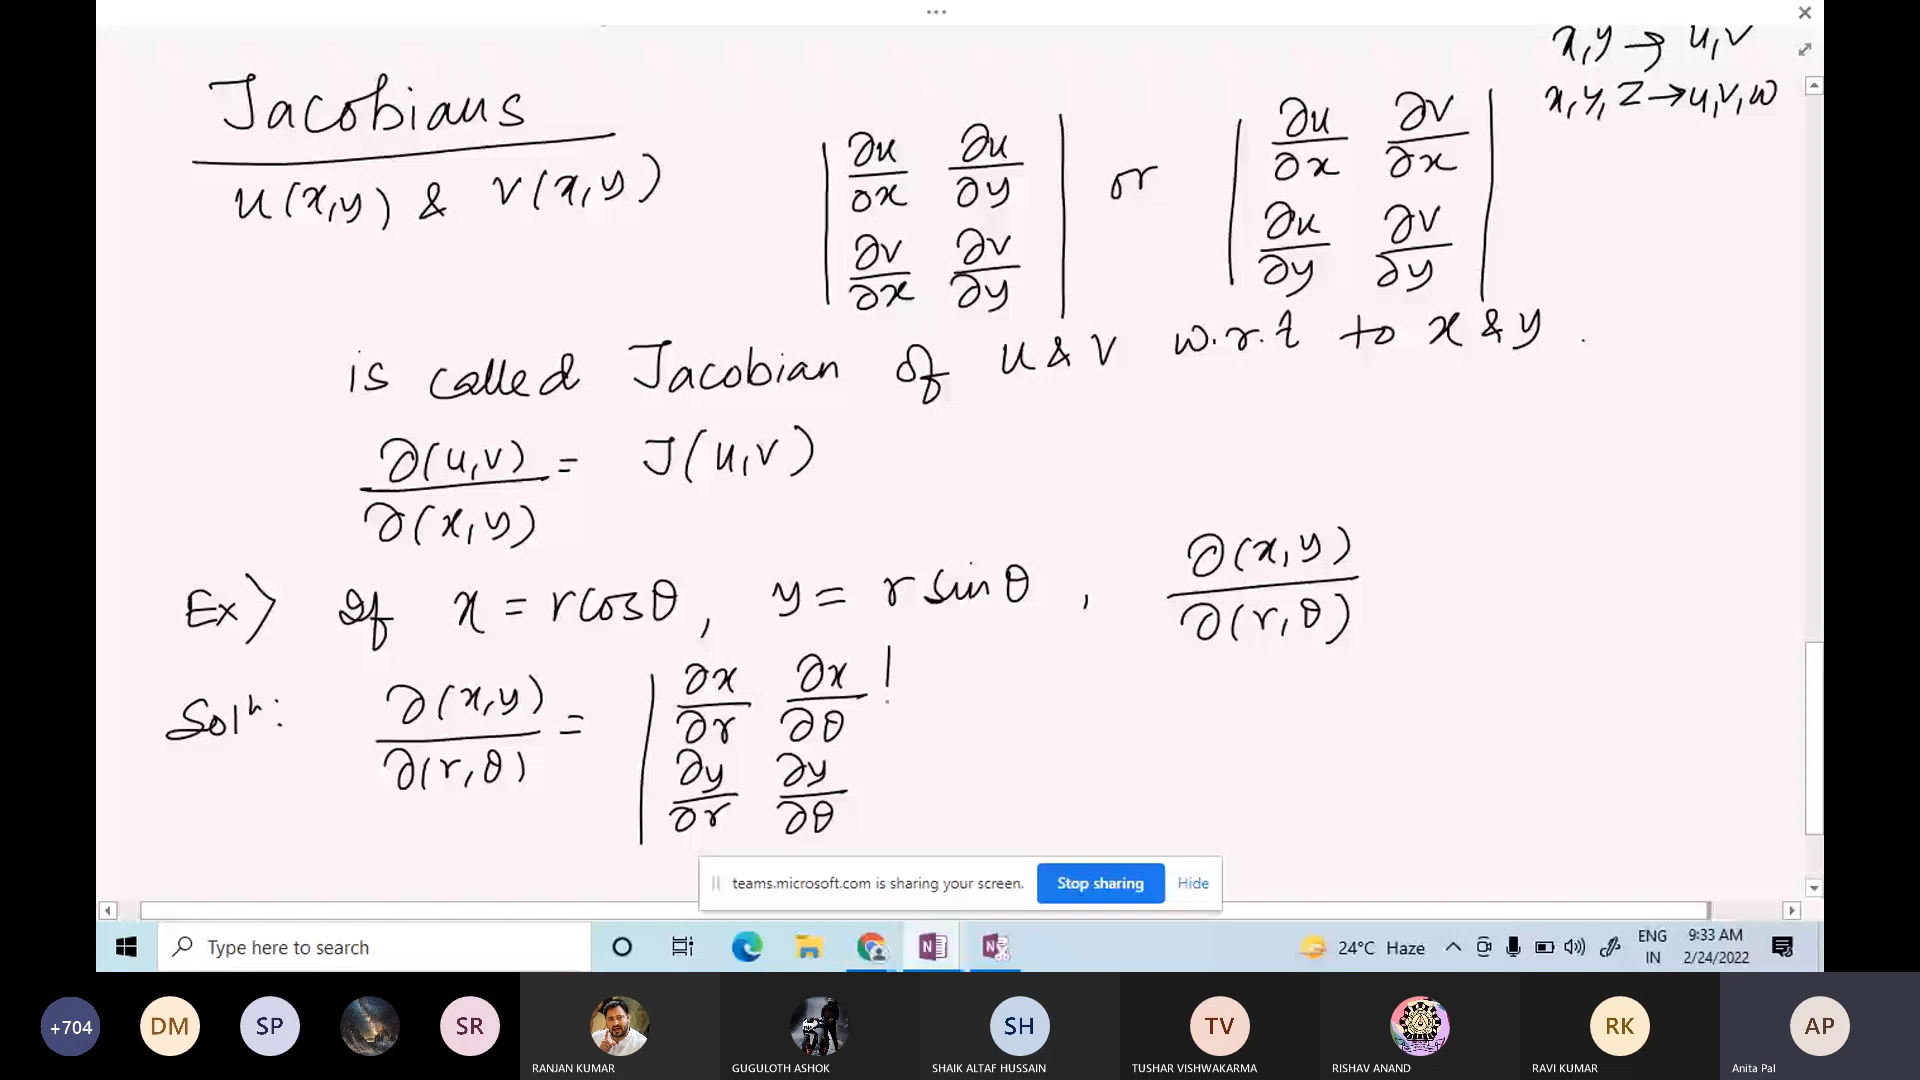 x,y → u,v
x,y,z → u,v,w
Jacobians
u(x,y) & v(x,y)
| ∂u/∂x ∂u/∂y | or | ∂u/∂x ∂v/∂x |
| ∂v/∂x ∂v/∂y | | ∂u/∂y ∂v/∂y |
is called Jacobian of u & v w.r.t to x & y .
∂(u,v)/∂(x,y) = J(u,v)
Ex) If x = r cos θ, y = r sin θ , ∂(x,y)/∂(r,θ)
Solⁿ: ∂(x,y)/∂(r,θ) = | ∂x/∂r ∂x/∂θ |
| ∂y/∂r ∂y/∂θ
teams.microsoft.com is sharing your screen. Stop sharing Hide
Type here to search
24°C Haze
ENG
IN
9:33 AM
2/24/2022
+704 DM SP SR SH TV RK AP
RANJAN KUMAR GUGULOTH ASHOK SHAIK ALTAF HUSSAIN TUSHAR VISHWAKARMA RISHAV ANAND RAVI KUMAR Anita Pal